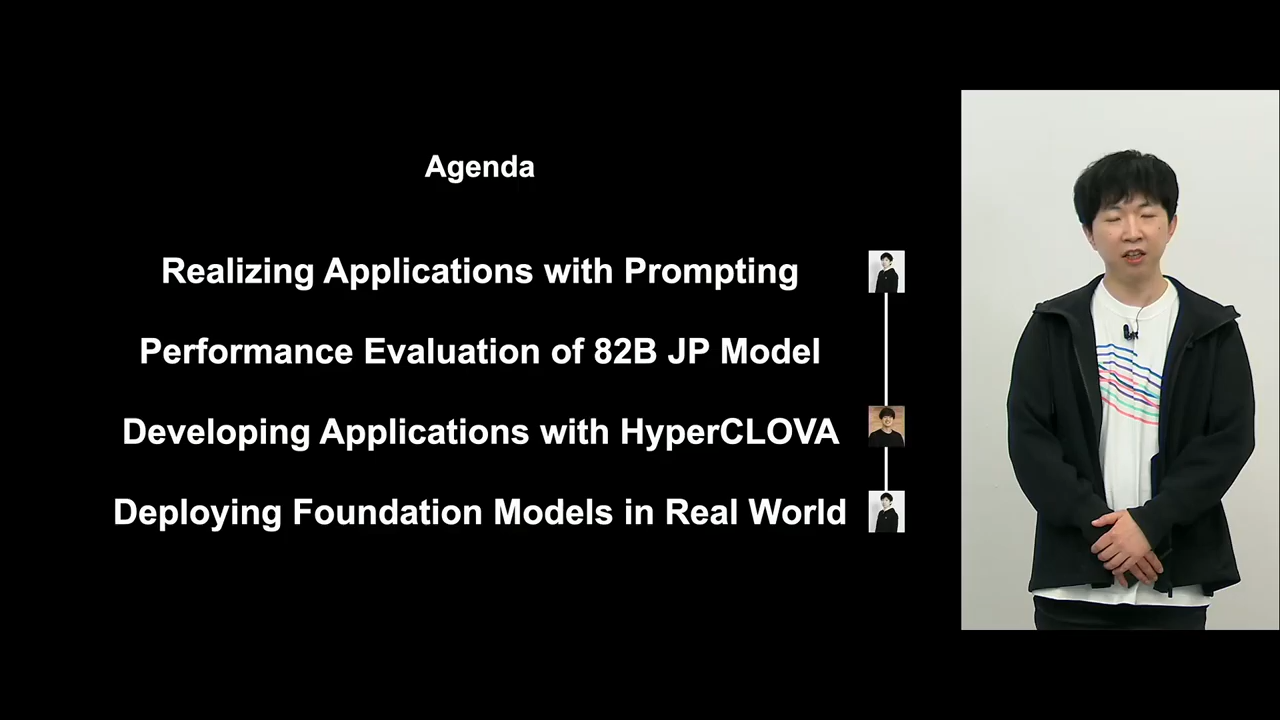 Agenda
Realizing Applications with Prompting
Performance Evaluation of 82B JP Model
Developing Applications with HyperCLOVA
Deploying Foundation Models in Real World